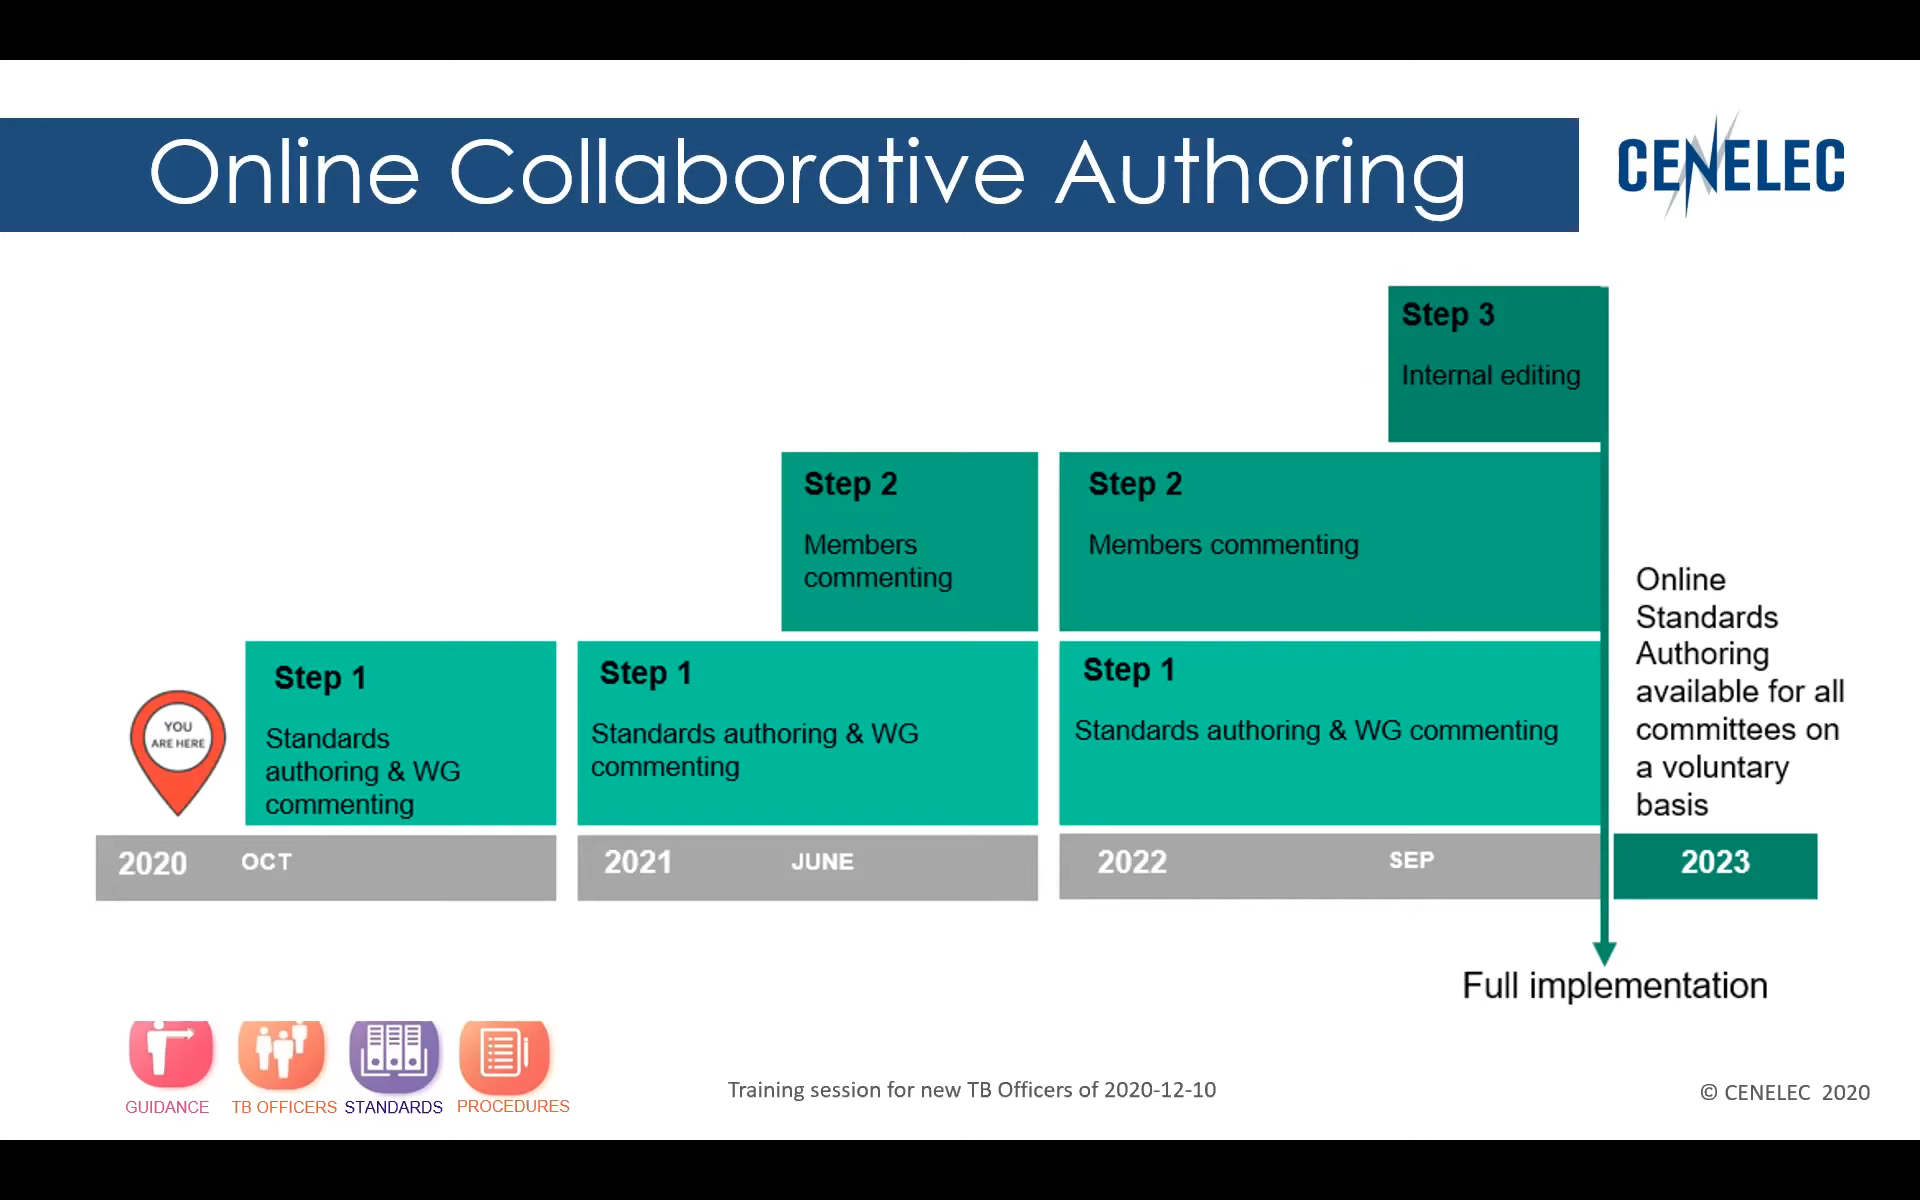 Online Collaborative Authoring
CENELEC
Step 3
Internal editing
Step 2
Members
commenting
Step 2
Members commenting
Step 1
Standards
authoring & WG
commenting
Step 1
Standards authoring & WG
commenting
Step 1
Standards authoring & WG commenting
Online
Standards
Authoring
available for all
committees on
a voluntary
basis
YOU
ARE HERE
2020 OCT
2021 JUNE
2022 SEP
2023
Full implementation
GUIDANCE
TB OFFICERS
STANDARDS
PROCEDURES
Training session for new TB Officers of 2020-12-10
© CENELEC 2020